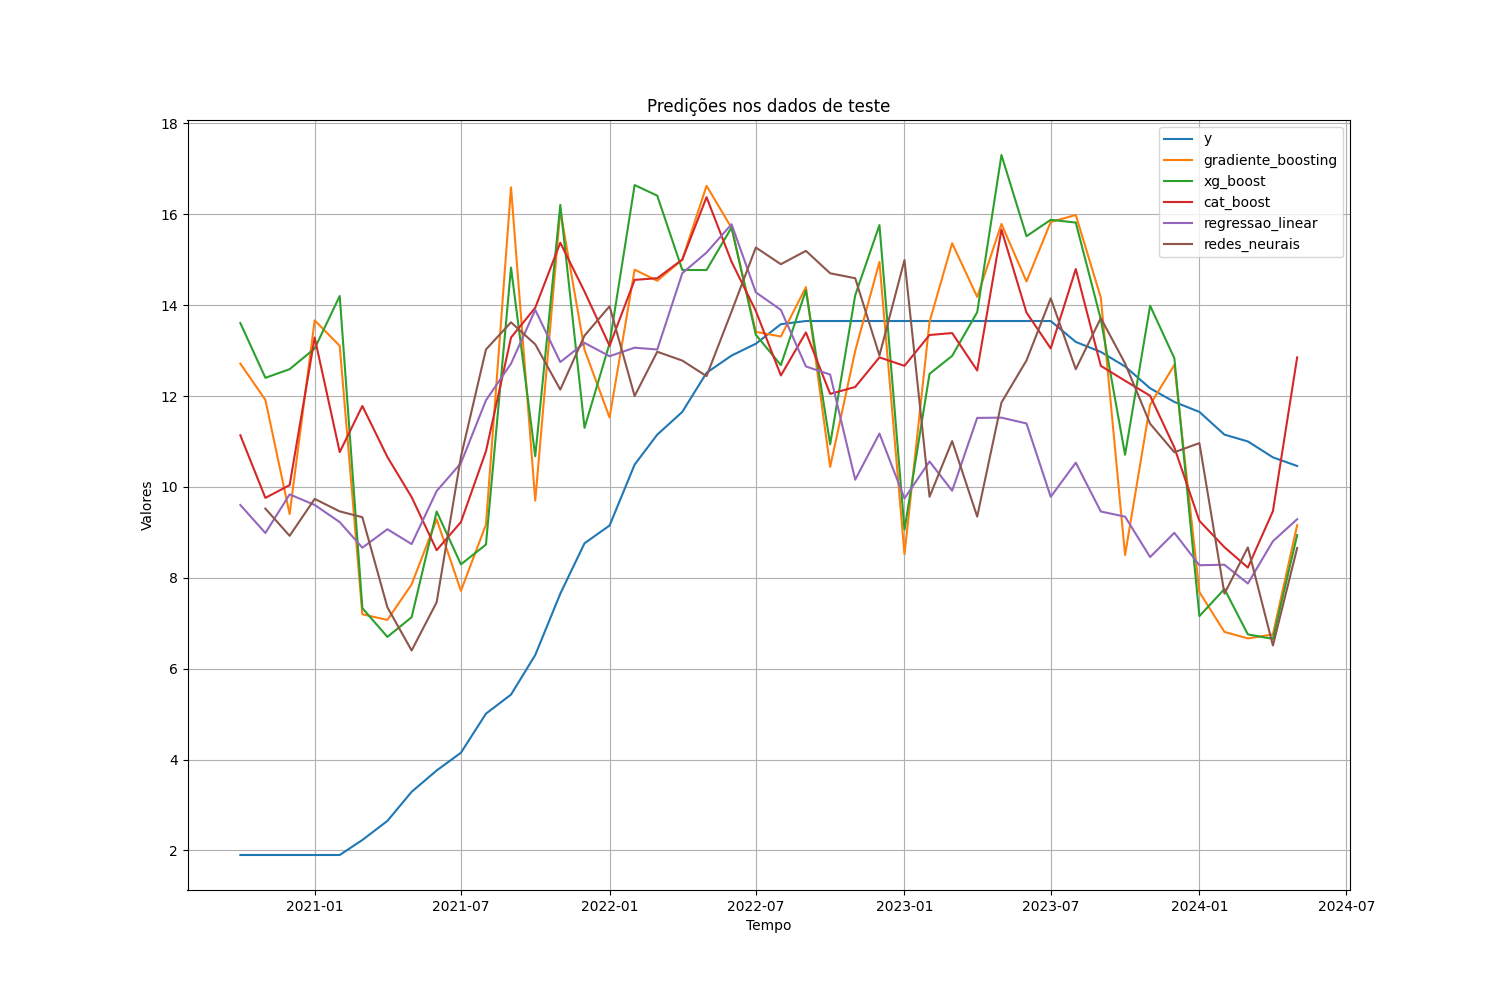 Predições nos dados de teste
18
16
14
12
10
8
6
4
2
Valores
y
gradiente_boosting
xg_boost
cat_boost
regressao_linear
redes_neurais
2021-01 2021-07 2022-01 2022-07 2023-01 2023-07 2024-01 2024-07
Tempo